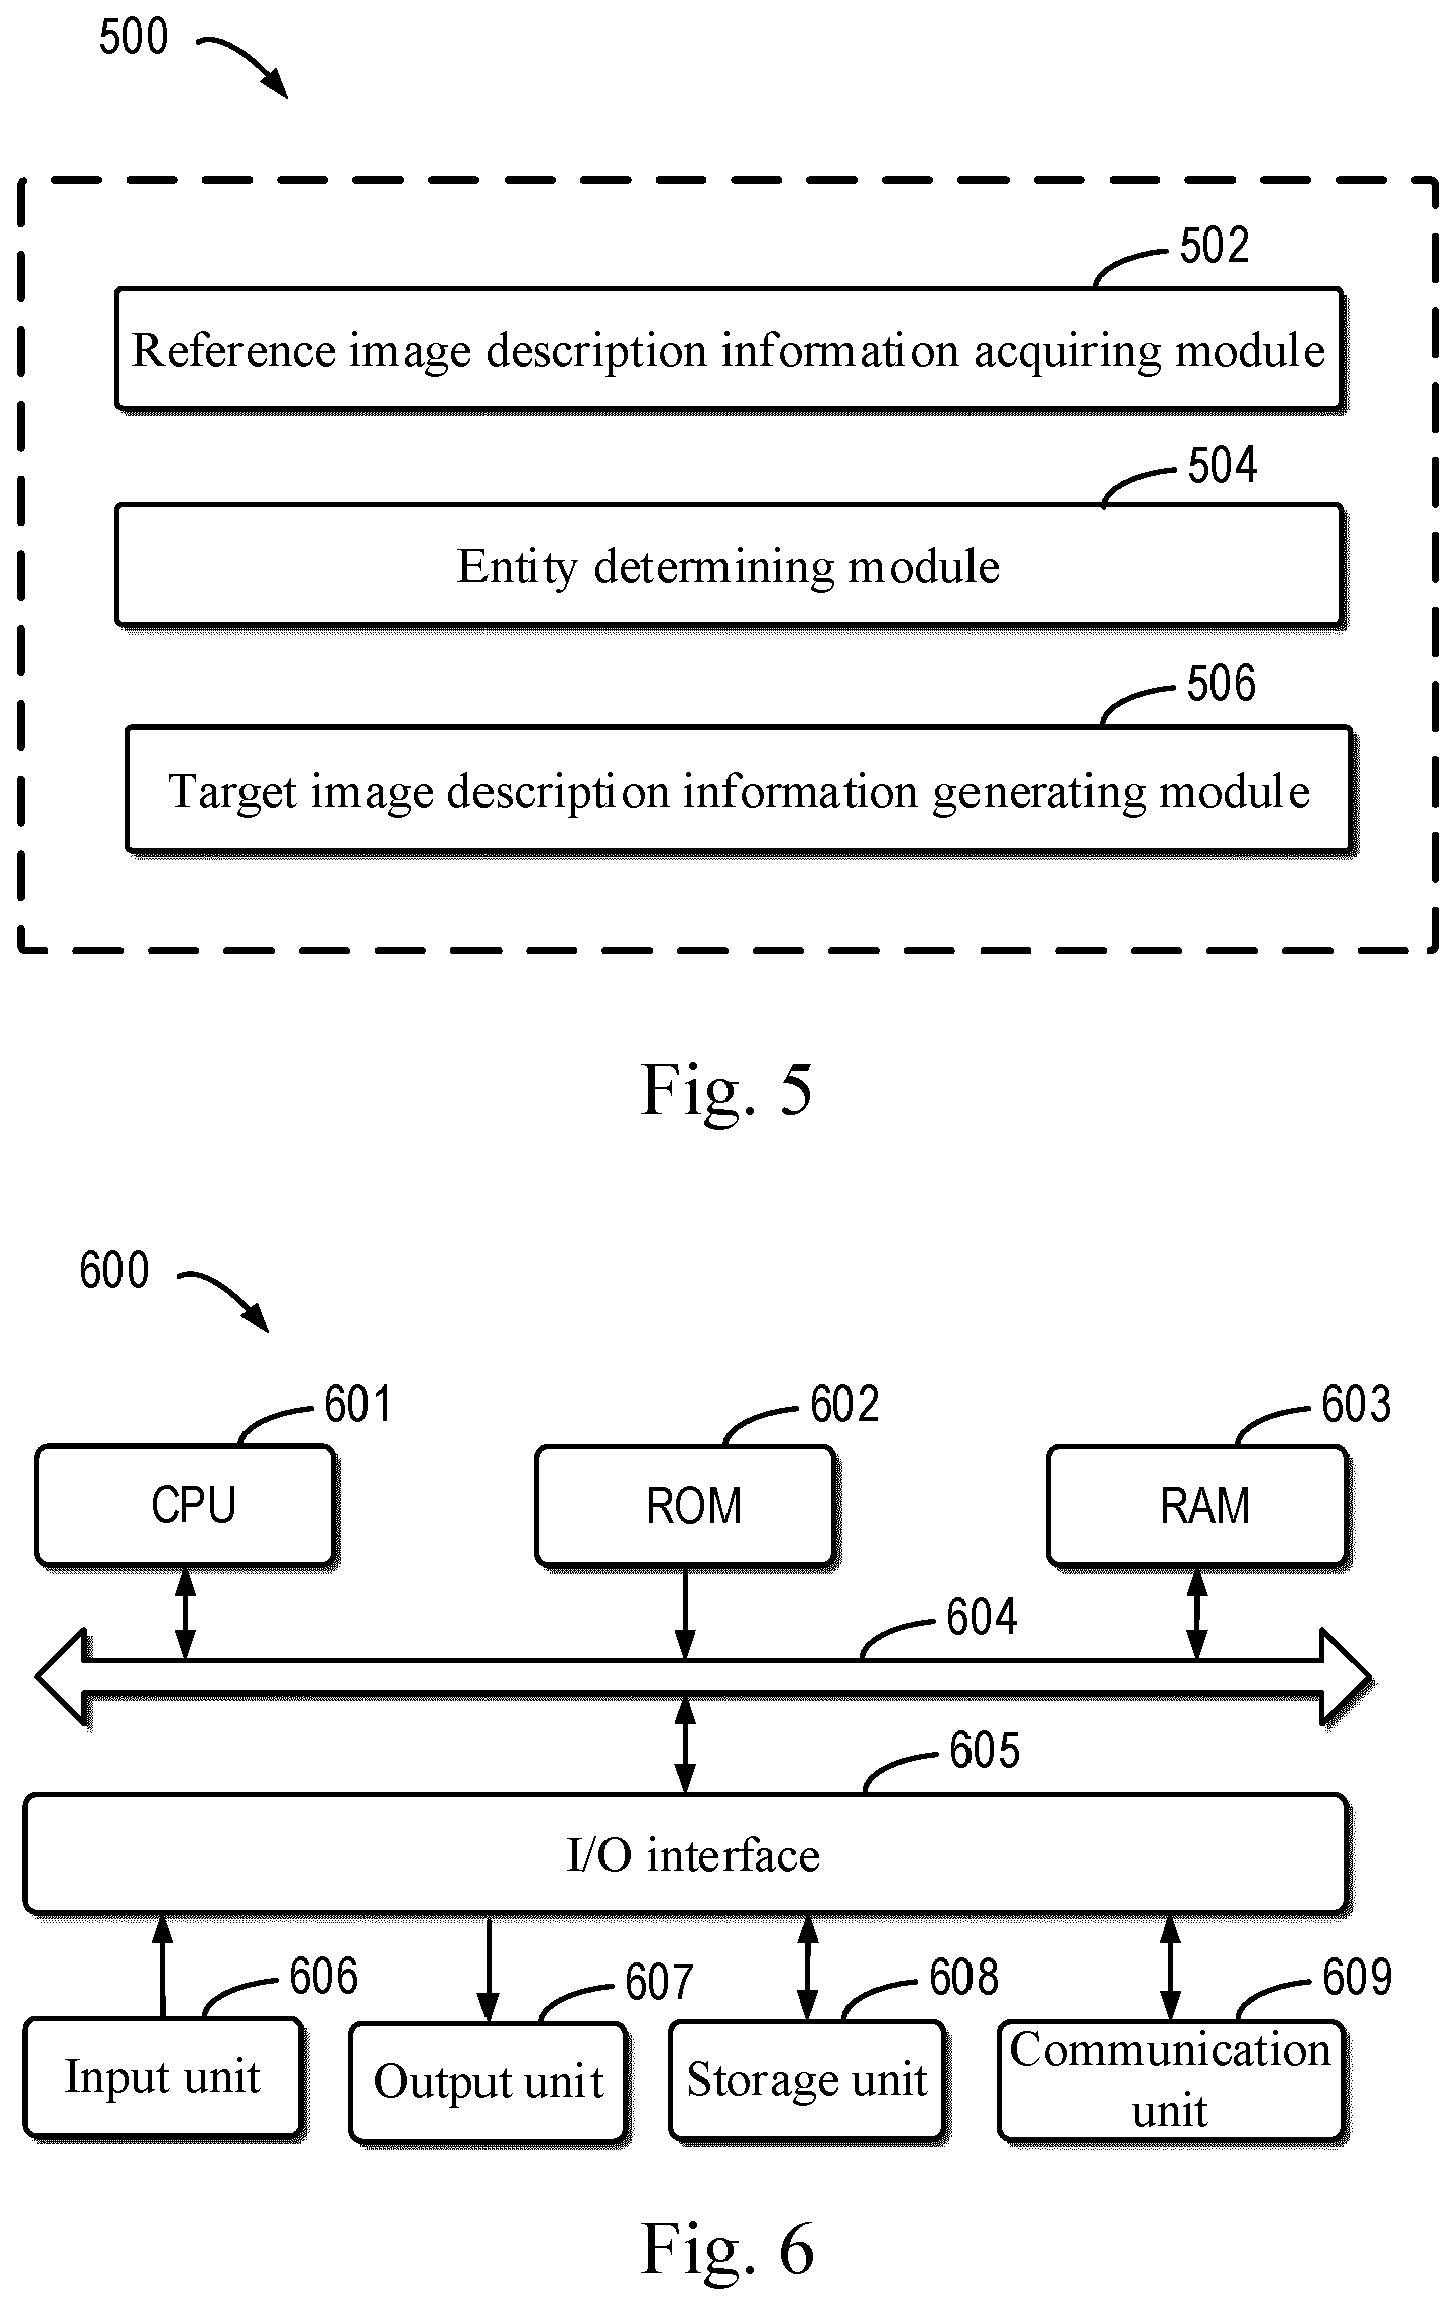 500
502
Reference image description information acquiring module
504
Entity determining module
506
Target image description information generating module
Fig. 5
600
601
602
603
CPU
ROM
RAM
604
605
I/O interface
606
607
608
609
Input unit
Output unit
Storage unit
Communication
unit
Fig. 6